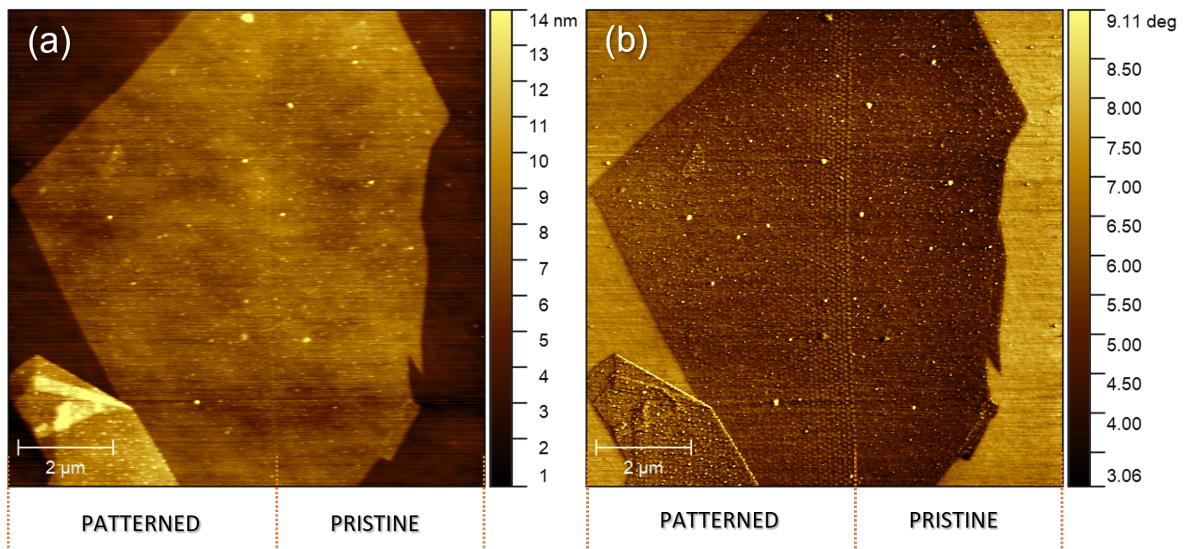 (a)
14 nm
13
12
11
10
9
8
7
6
5
4
3
2
1
2 µm
PATTERNED
PRISTINE
(b)
9.11 deg
8.50
8.00
7.50
7.00
6.50
6.00
5.50
5.00
4.50
4.00
3.06
2 µm
PATTERNED
PRISTINE